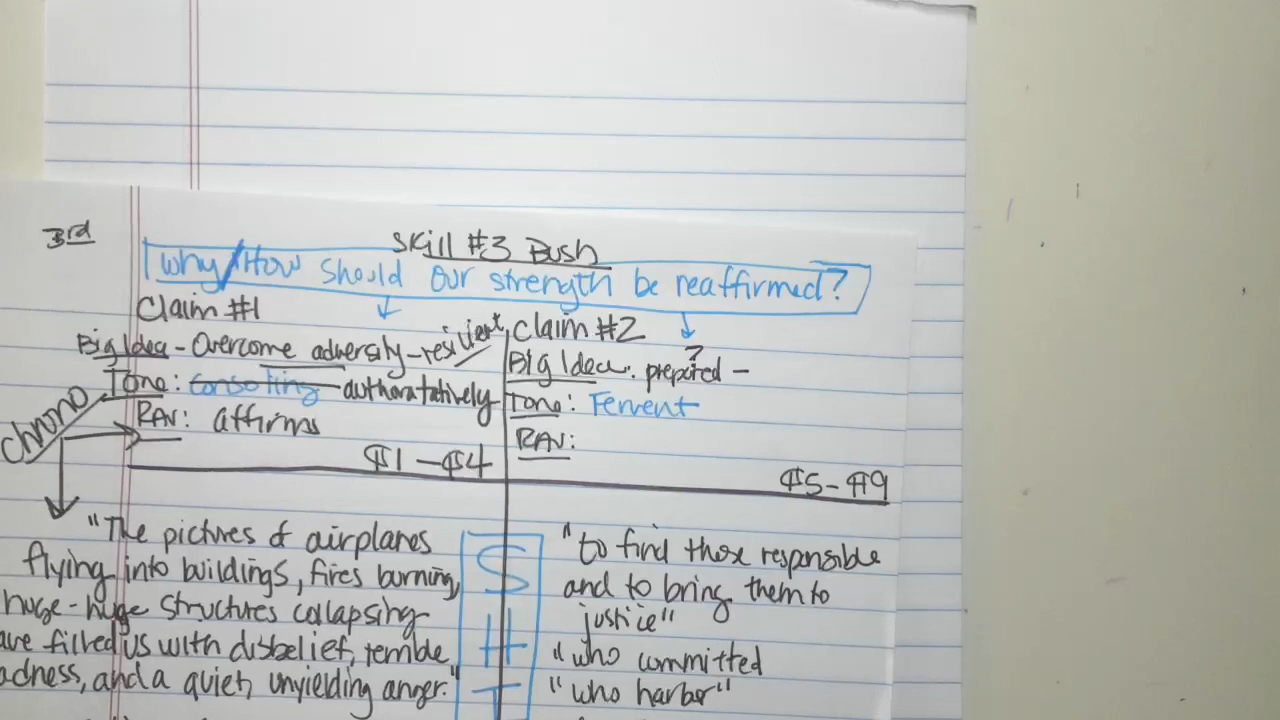 3rd
Skill #3 Bush
Why/How should our strength be reaffirmed?
Claim #1
Big Idea - Overcome adversity - resilient
Tone: consoling authoratatively
RAV: affirms
¶1 - ¶4
Chrono
Claim #2
?
Big Idea: prepared -
Tone: Fervent
RAV:
¶5 - ¶9
"The pictures of airplanes
flying into buildings, fires burning,
huge - huge structures collapsing
ave filled us with disbelief, terrible
adness, and a quiet, unyielding anger."
S
H
I
"to find those responsible
and to bring them to
justice"
"who committed
"who harbor"